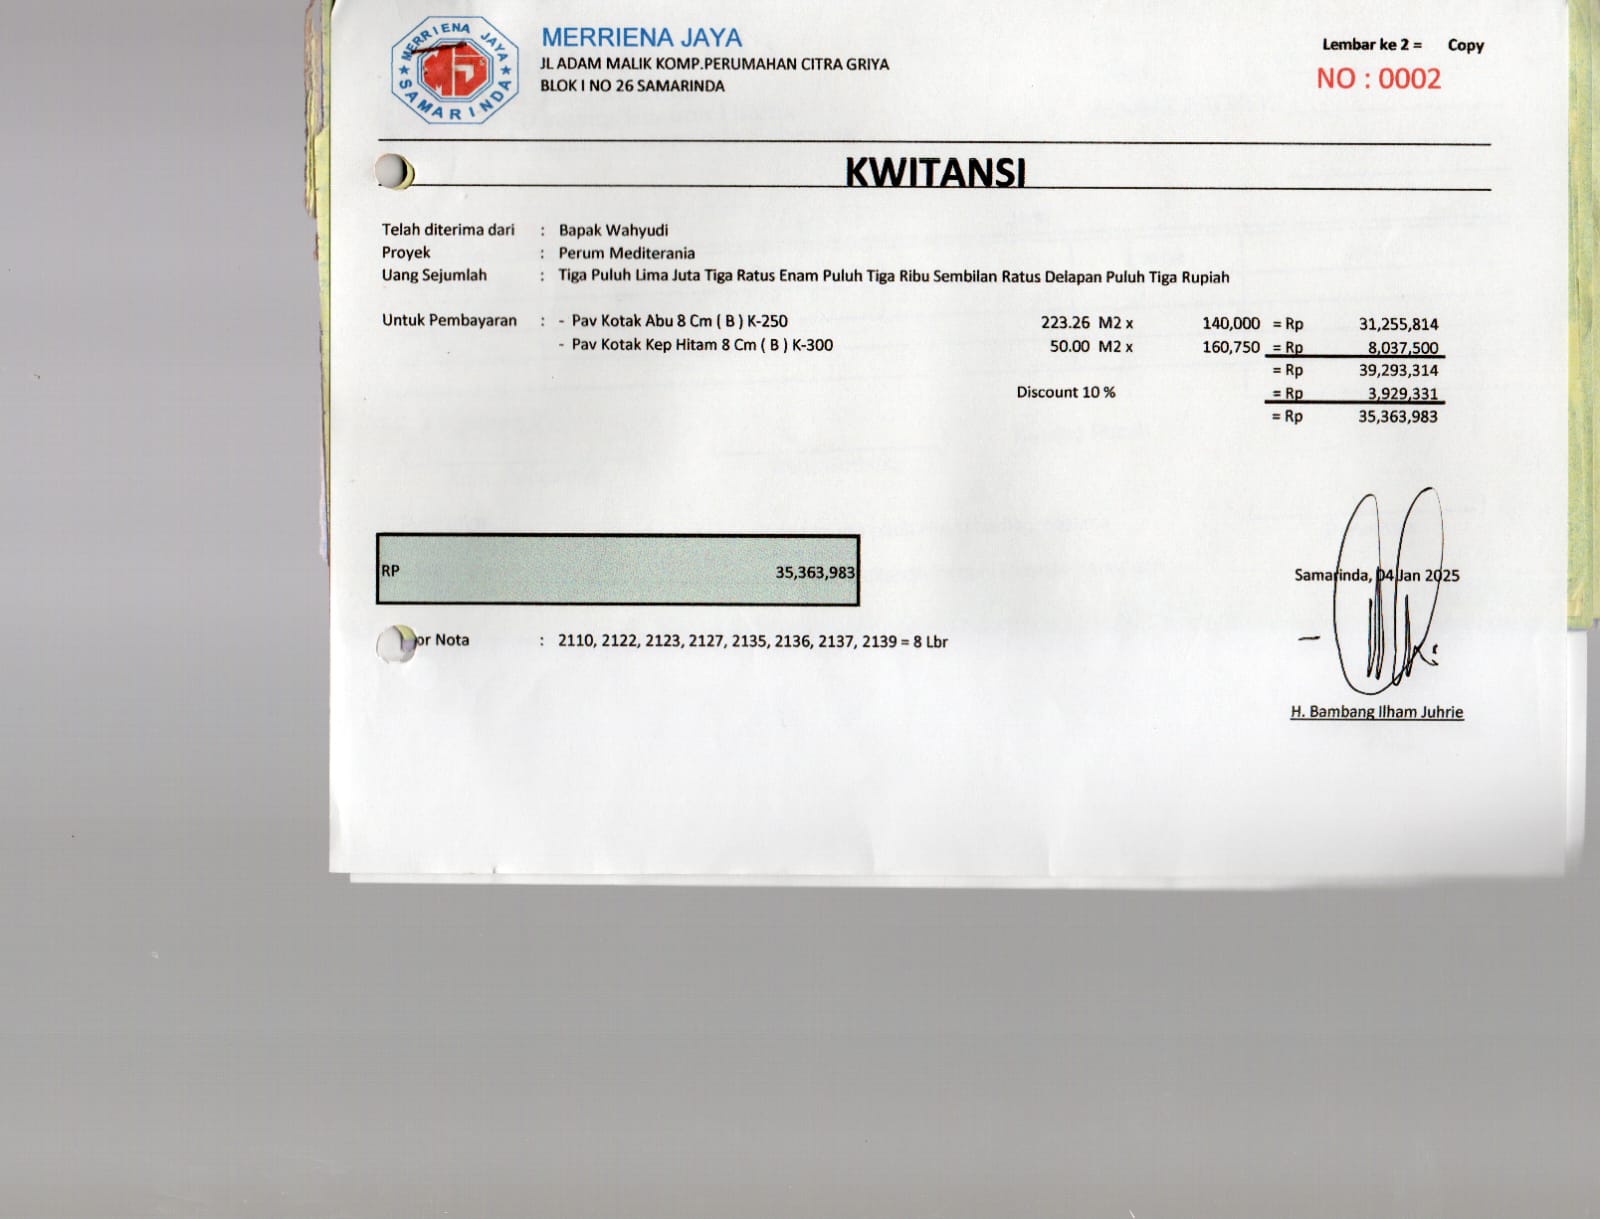 MERRIENA JAYA
SAMARINDA
MERRIENA JAYA
JL ADAM MALIK KOMP.PERUMAHAN CITRA GRIYA
BLOK I NO 26 SAMARINDA
Lembar ke 2 = Copy
NO : 0002
KWITANSI
Telah diterima dari : Bapak Wahyudi
Proyek : Perum Mediterania
Uang Sejumlah : Tiga Puluh Lima Juta Tiga Ratus Enam Puluh Tiga Ribu Sembilan Ratus Delapan Puluh Tiga Rupiah
Untuk Pembayaran : - Pav Kotak Abu 8 Cm ( B ) K-250 223.26 M2 x 140,000 = Rp 31,255,814
- Pav Kotak Kep Hitam 8 Cm ( B ) K-300 50.00 M2 x 160,750 = Rp 8,037,500
= Rp 39,293,314
Discount 10 % = Rp 3,929,331
= Rp 35,363,983
RP 35,363,983
Samarinda, 04 Jan 2025
or Nota : 2110, 2122, 2123, 2127, 2135, 2136, 2137, 2139 = 8 Lbr
H. Bambang Ilham Juhrie